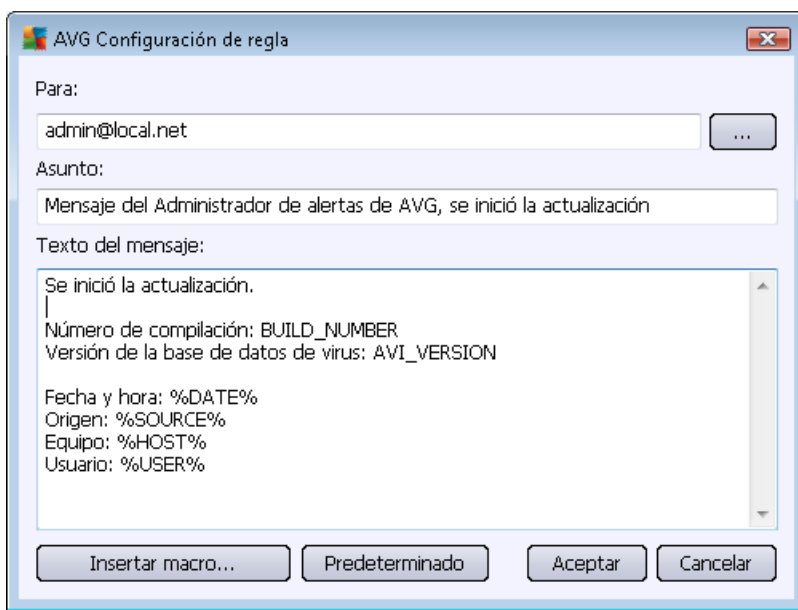 AVG Configuración de regla
Para:
admin@local.net
...
Asunto:
Mensaje del Administrador de alertas de AVG, se inició la actualización
Texto del mensaje:
Se inició la actualización.
Número de compilación: BUILD_NUMBER
Versión de la base de datos de virus: AVI_VERSION
Fecha y hora: %DATE%
Origen: %SOURCE%
Equipo: %HOST%
Usuario: %USER%
Insertar macro... Predeterminado Aceptar Cancelar